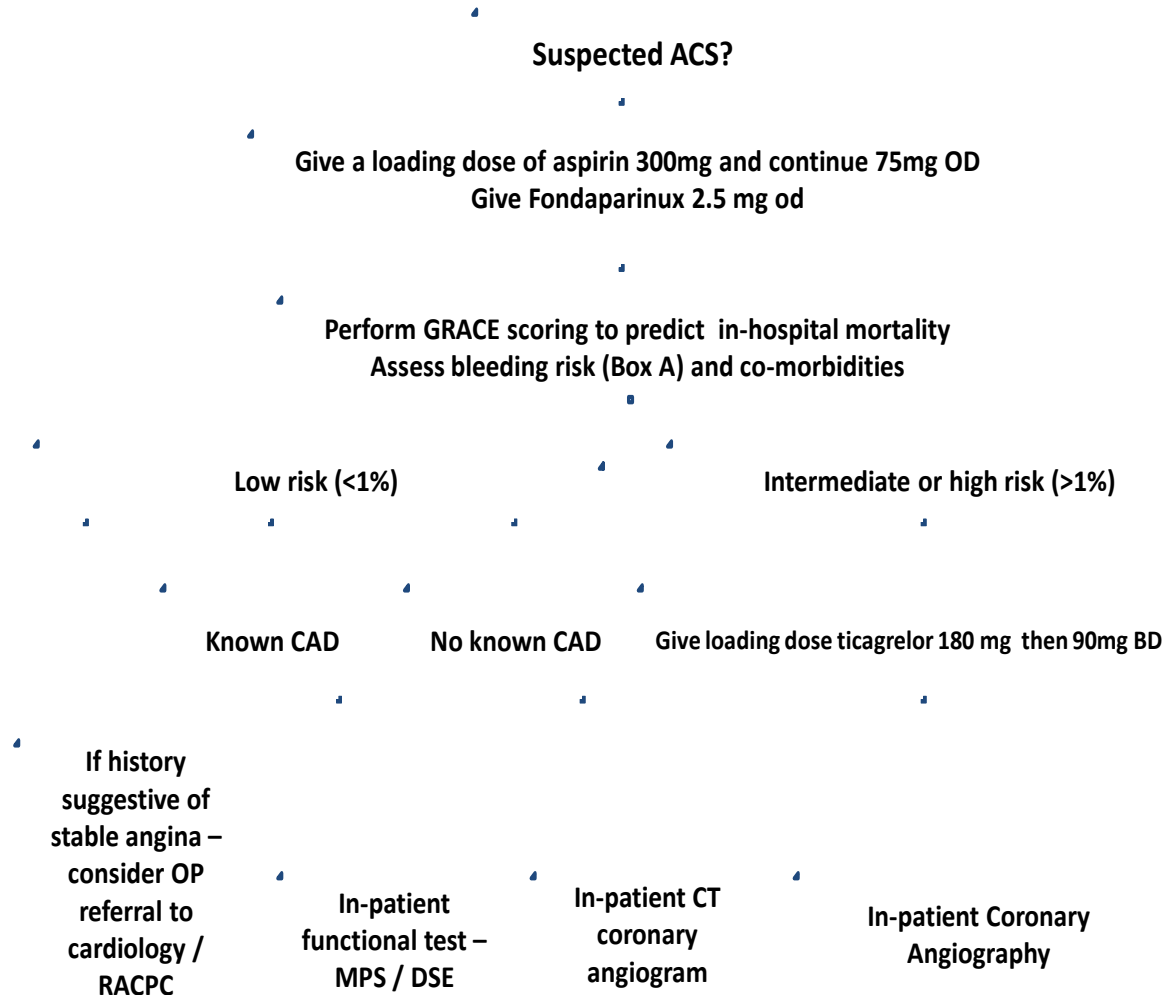 Suspected ACS?
Give a loading dose of aspirin 300mg and continue 75mg OD
Give Fondaparinux 2.5 mg od
Perform GRACE scoring to predict in-hospital mortality
Assess bleeding risk (Box A) and co-morbidities
Low risk (<1%)
Intermediate or high risk (>1%)
Known CAD
No known CAD
Give loading dose ticagrelor 180 mg then 90mg BD
If history
suggestive of
stable angina –
consider OP
referral to
cardiology /
RACPC
In-patient
functional test –
MPS / DSE
In-patient CT
coronary
angiogram
In-patient Coronary
Angiography